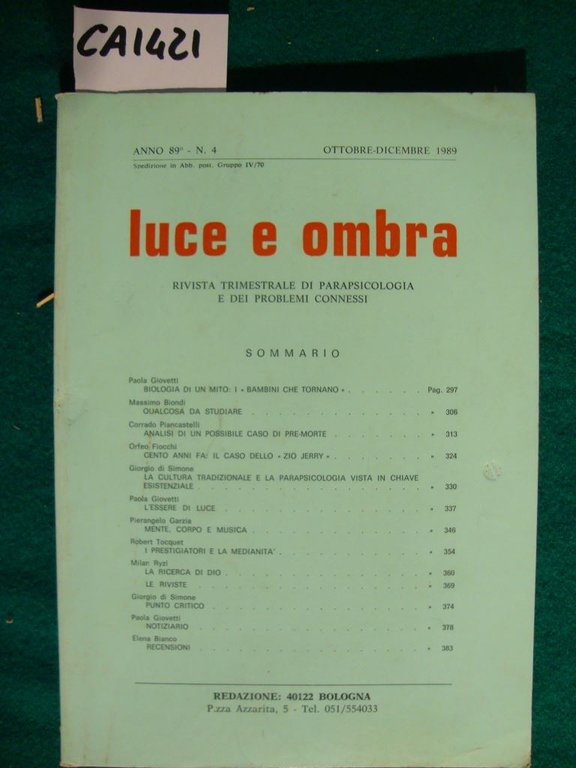 CA1421
ANNO 89° - N. 4 OTTOBRE-DICEMBRE 1989
Spedizione in Abb. post. Gruppo IV/70
luce e ombra
RIVISTA TRIMESTRALE DI PARAPSICOLOGIA
E DEI PROBLEMI CONNESSI
SOMMARIO
Paola Giovetti
BIOLOGIA DI UN MITO: I « BAMBINI CHE TORNANO » . . . . . . Pag. 297
Massimo Biondi
QUALCOSA DA STUDIARE . . . . . . » 306
Corrado Piancastelli
ANALISI DI UN POSSIBILE CASO DI PRE-MORTE . . . . . . » 313
Orfeo Fiocchi
CENTO ANNI FA: IL CASO DELLO « ZIO JERRY » . . . . . . » 324
Giorgio di Simone
LA CULTURA TRADIZIONALE E LA PARAPSICOLOGIA VISTA IN CHIAVE
ESISTENZIALE . . . . . . » 330
Paola Giovetti
L'ESSERE DI LUCE . . . . . . » 337
Pierangelo Garzia
MENTE, CORPO E MUSICA . . . . . . » 346
Robert Tocquet
I PRESTIGIATORI E LA MEDIANITA' . . . . . . » 354
Milan Ryzl
LA RICERCA DI DIO . . . . . . » 360
LE RIVISTE . . . . . . » 369
Giorgio di Simone
PUNTO CRITICO . . . . . . » 374
Paola Giovetti
NOTIZIARIO . . . . . . » 378
Elena Bianco
RECENSIONI . . . . . . » 383
REDAZIONE: 40122 BOLOGNA
P.zza Azzarita, 5 - Tel. 051/554033